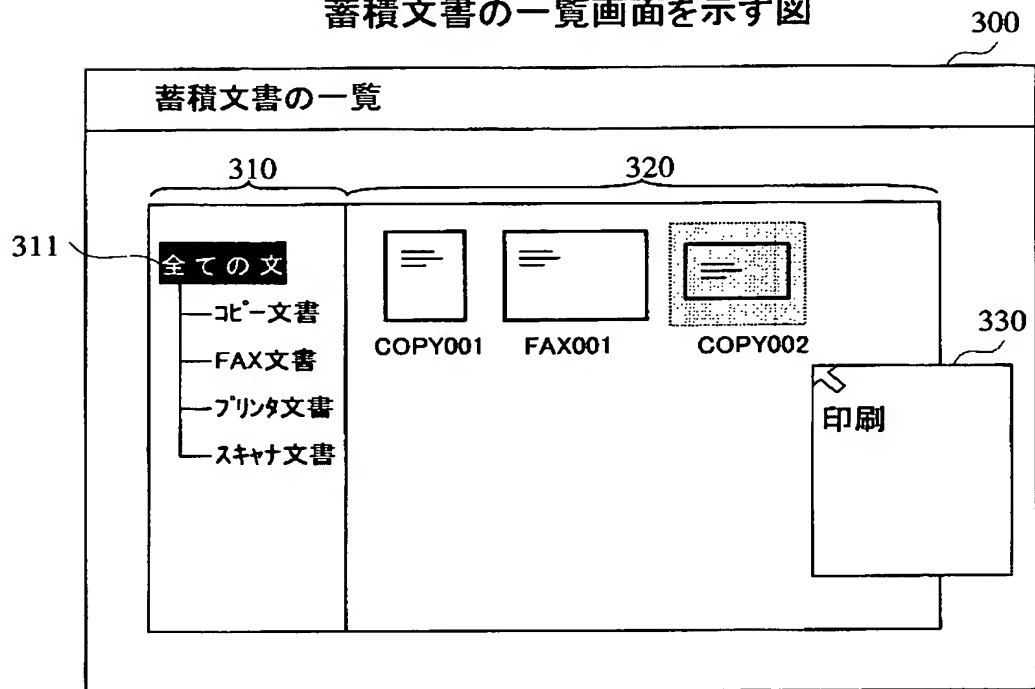 蓄積文書の一覧画面を示す図
300
蓄積文書の一覧
310
320
311
全ての文
コピー文書
FAX文書
プリンタ文書
スキャナ文書
COPY001
FAX001
COPY002
330
印刷